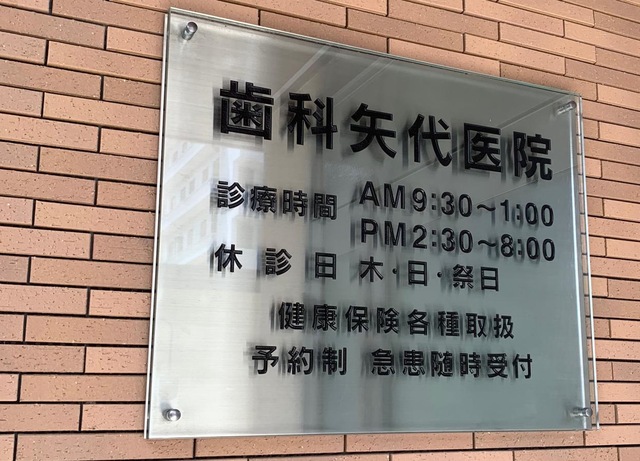 歯科矢代医院
診療時間 AM9:30～1:00
PM2:30～8:00
休診日 木·日·祭日
健康保険各種取扱
予約制 急患随時受付